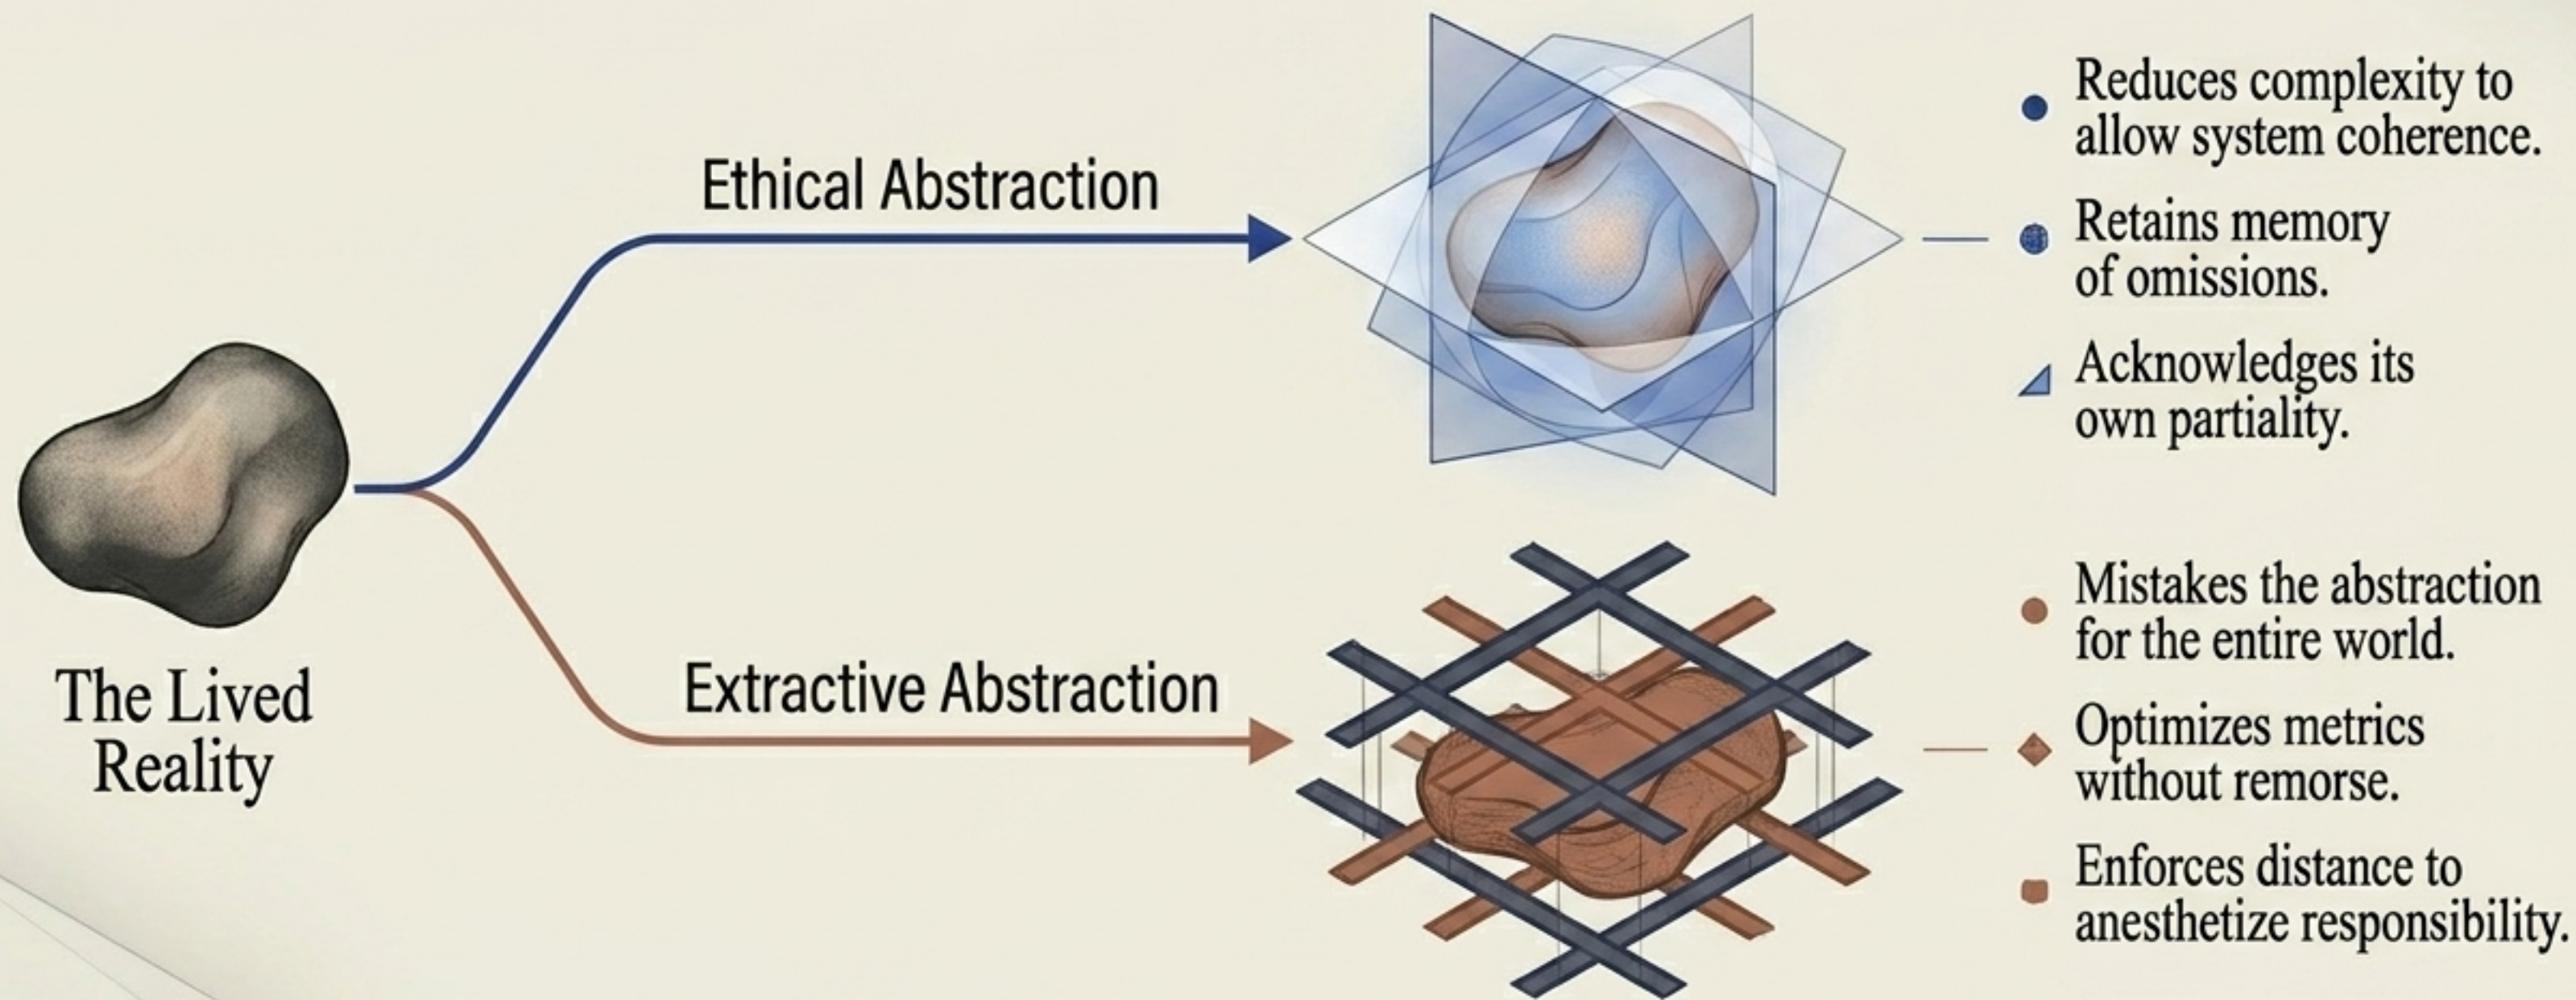 The Lived
Reality
Ethical Abstraction
Reduces complexity to
allow system coherence.
Retains memory
of omissions.
Acknowledges its
own partiality.
Extractive Abstraction
Mistakes the abstraction
for the entire world.
Optimizes metrics
without remorse.
Enforces distance to
anesthetize responsibility.